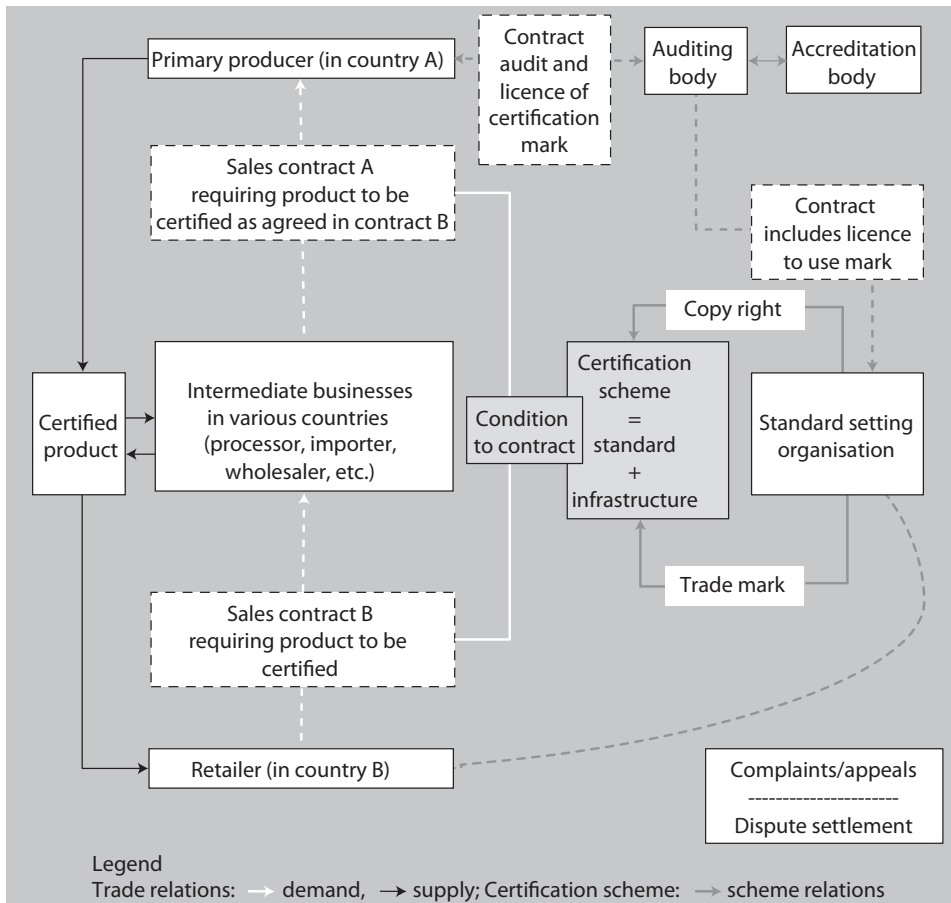 Primary producer (in country A)
Contract
audit and
licence of
certification
mark
Auditing
body
Accreditation
body
Sales contract A
requiring product to be
certified as agreed in contract B
Contract
includes licence
to use mark
Copy right
Certified
product
Intermediate businesses
in various countries
(processor, importer,
wholesaler, etc.)
Condition
to contract
Certification
scheme
=
standard
+
infrastructure
Standard setting
organisation
Trade mark
Sales contract B
requiring product to be
certified
Retailer (in country B)
Complaints/appeals
-----------------------
Dispute settlement
Legend
Trade relations: → demand, → supply; Certification scheme: → scheme relations